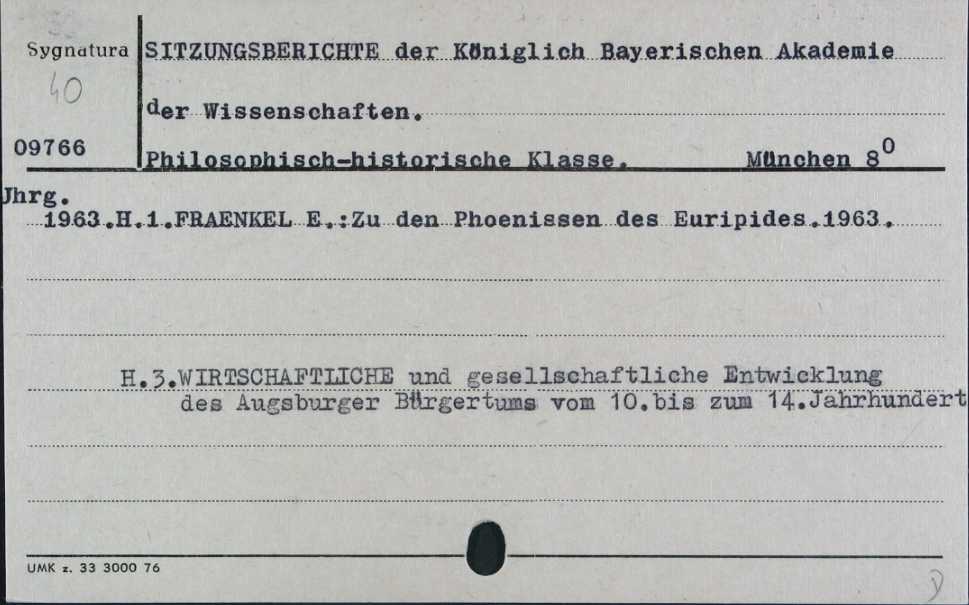 Sygnatura SITZUNGSBERICHTE der Königlich Bayerischen Akademie
40
der Wissenschaften.
09766
Philosophisch-historische Klasse. München 8⁰
Jhrg.
1963.H.1.FRAENKEL E.:Zu den Phoenissen des Euripides.1963.
H.3.WIRTSCHAFTLICHE und gesellschaftliche Entwicklung
des Augsburger Bürgertums vom 10.bis zum 14.Jahrhundert
UMK z. 33 3000 76